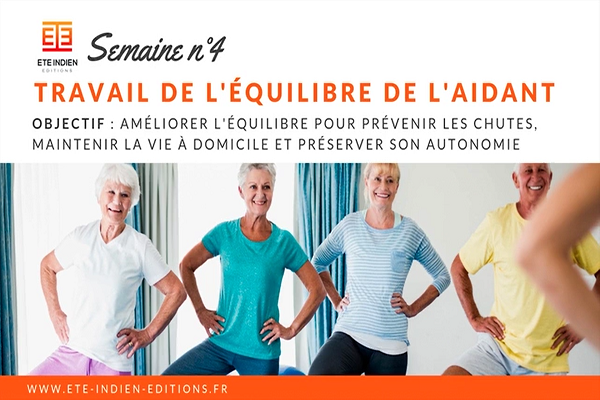 ETE INDIEN
EDITIONS
Semaine n°4
TRAVAIL DE L'ÉQUILIBRE DE L'AIDANT
OBJECTIF : AMÉLIORER L'ÉQUILIBRE POUR PRÉVENIR LES CHUTES,
MAINTENIR LA VIE À DOMICILE ET PRÉSERVER SON AUTONOMIE
WWW.ETE-INDIEN-EDITIONS.FR